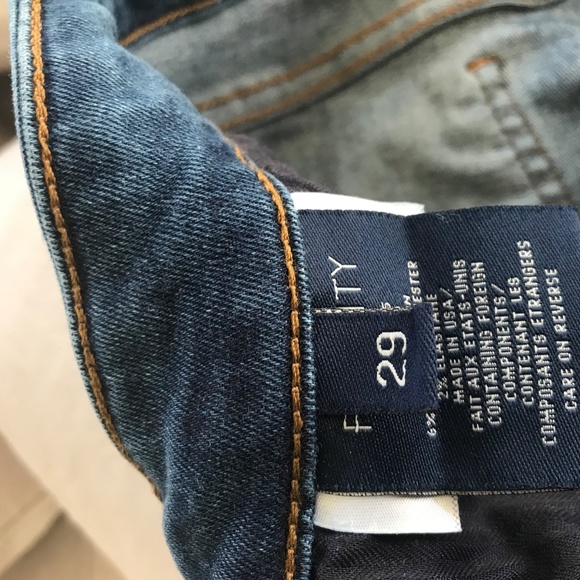 29
2%
MADE IN USA/
FAIT AUX ETATS-UNIS
CONTAINING FOREIGN
COMPONENTS/
CONTENANT LES
COMPOSANTS ETRANGERS
CARE ON REVERSE
6%